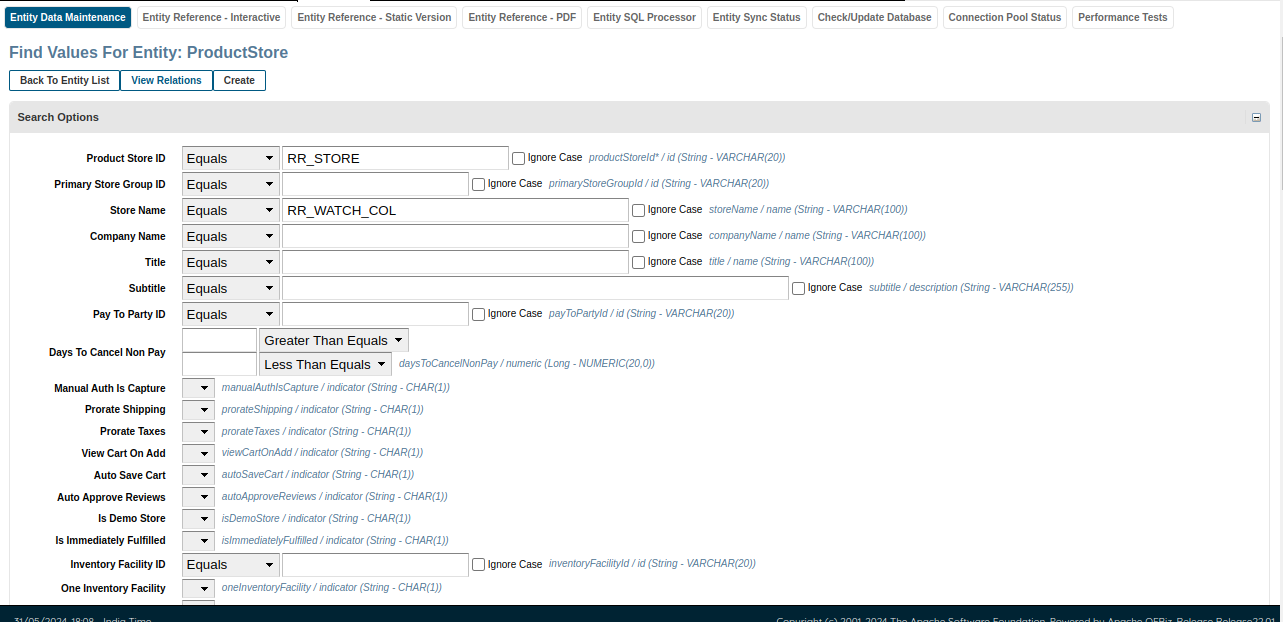 Entity Data Maintenance Entity Reference - Interactive Entity Reference - Static Version Entity Reference - PDF Entity SQL Processor Entity Sync Status Check/Update Database Connection Pool Status Performance Tests
Find Values For Entity: ProductStore
Back To Entity List View Relations Create
Search Options
Product Store ID Equals RR_STORE Ignore Case productStoreId* / id (String - VARCHAR(20))
Primary Store Group ID Equals Ignore Case primaryStoreGroupId / id (String - VARCHAR(20))
Store Name Equals RR_WATCH_COL Ignore Case storeName / name (String - VARCHAR(100))
Company Name Equals Ignore Case companyName / name (String - VARCHAR(100))
Title Equals Ignore Case title / name (String - VARCHAR(100))
Subtitle Equals Ignore Case subtitle / description (String - VARCHAR(255))
Pay To Party ID Equals Ignore Case payToPartyId / id (String - VARCHAR(20))
Greater Than Equals
Days To Cancel Non Pay
Less Than Equals daysToCancelNonPay / numeric (Long - NUMERIC(20,0))
Manual Auth Is Capture manualAuthIsCapture / indicator (String - CHAR(1))
Prorate Shipping prorateShipping / indicator (String - CHAR(1))
Prorate Taxes prorateTaxes / indicator (String - CHAR(1))
View Cart On Add viewCartOnAdd / indicator (String - CHAR(1))
Auto Save Cart autoSaveCart / indicator (String - CHAR(1))
Auto Approve Reviews autoApproveReviews / indicator (String - CHAR(1))
Is Demo Store isDemoStore / indicator (String - CHAR(1))
Is Immediately Fulfilled isImmediatelyFulfilled / indicator (String - CHAR(1))
Inventory Facility ID Equals Ignore Case inventoryFacilityId / id (String - VARCHAR(20))
One Inventory Facility oneInventoryFacility / indicator (String - CHAR(1))
31/05/2024, 18:08 - India Time Copyright (c) 2001-2024 The Apache Software Foundation. Powered by Apache OFBiz. Release Release22.01